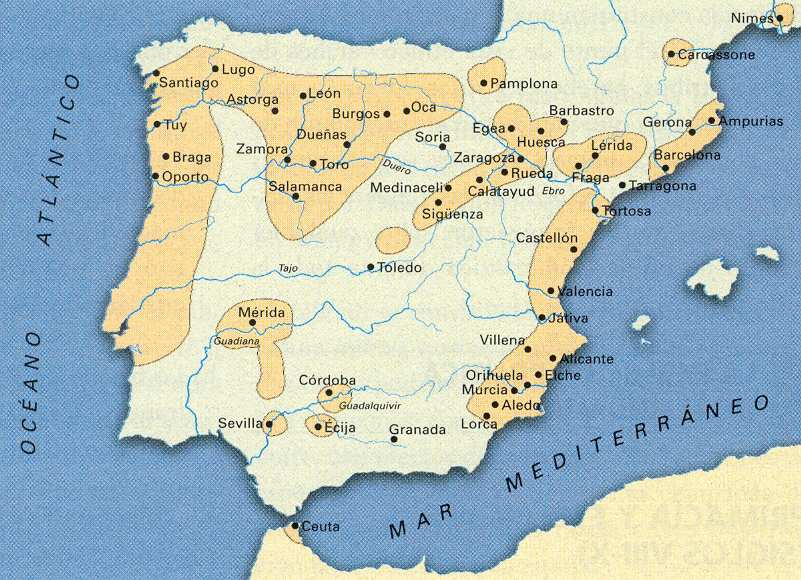 Nimes
Carcassone
Santiago
Lugo
León
Astorga
Burgos
Oca
Pamplona
Barbastro
Egea
Huesca
Gerona
Ampurias
Tuy
Dueñas
Soria
Lérida
Zamora
Toro
Duero
Zaragoza
Rueda
Barcelona
Braga
Oporto
Salamanca
Medinaceli
Calatayud
Ebro
Fraga
Tarragona
Sigüenza
Tortosa
Castellón
Tajo
Toledo
Valencia
Mérida
Guadiana
Játiva
Villena
Alicante
Orihuela
Elche
Murcia
Córdoba
Aledo
Guadalquivir
Sevilla
Écija
Granada
Lorca
Ceuta
OCÉANO ATLÁNTICO
MAR MEDITERRÁNEO